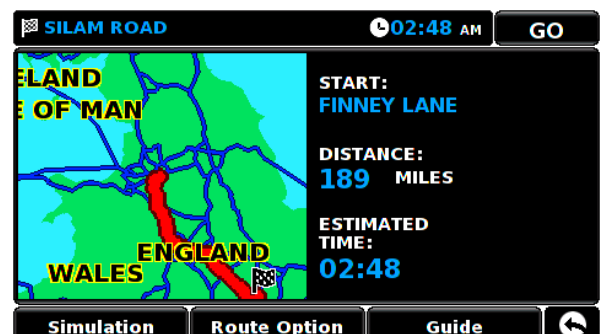 SILAM ROAD
02:48 AM
GO
ELAND
E OF MAN
ENGLAND
WALES
START:
FINNEY LANE
DISTANCE:
189 MILES
ESTIMATED
TIME:
02:48
Simulation
Route Option
Guide